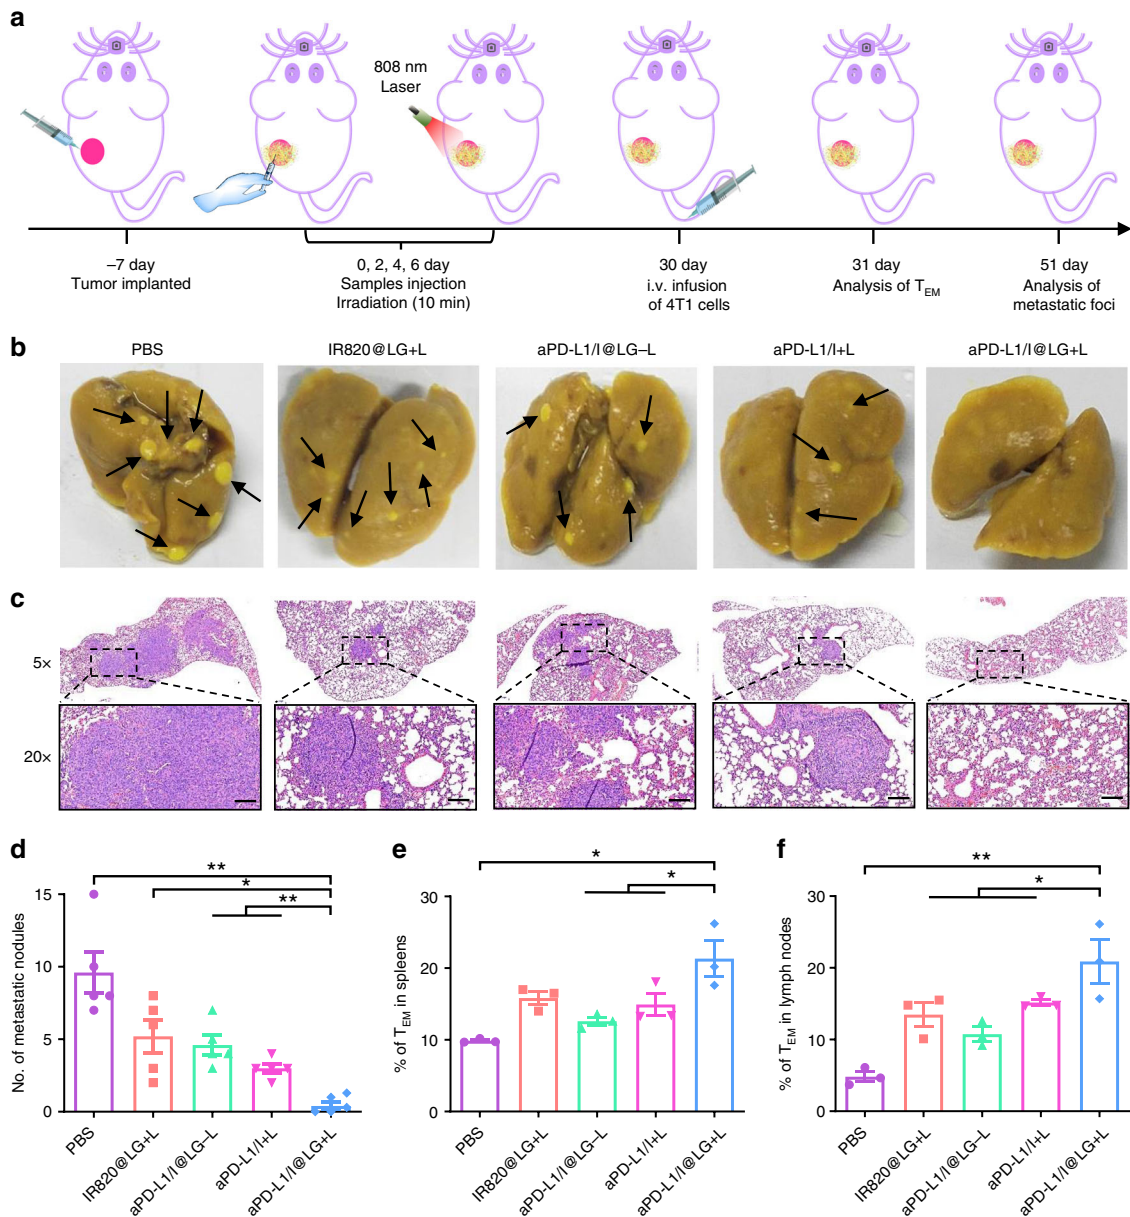 a
808 nm
Laser
–7 day
Tumor implanted
0, 2, 4, 6 day
Samples injection
Irradiation (10 min)
30 day
i.v. infusion
of 4T1 cells
31 day
Analysis of TEM
51 day
Analysis of
metastatic foci
b
PBS
IR820@LG+L
aPD-L1/I@LG–L
aPD-L1/I+L
aPD-L1/I@LG+L
c
5×
20×
d
**
*
**
No. of metastatic nodules
15
10
5
0
PBS
IR820@LG+L
aPD-L1/I@LG–L
aPD-L1/I+L
aPD-L1/I@LG+L
e
*
*
% of TEM in spleens
30
20
10
0
PBS
IR820@LG+L
aPD-L1/I@LG–L
aPD-L1/I+L
aPD-L1/I@LG+L
f
**
*
% of TEM in lymph nodes
30
20
10
0
PBS
IR820@LG+L
aPD-L1/I@LG–L
aPD-L1/I+L
aPD-L1/I@LG+L